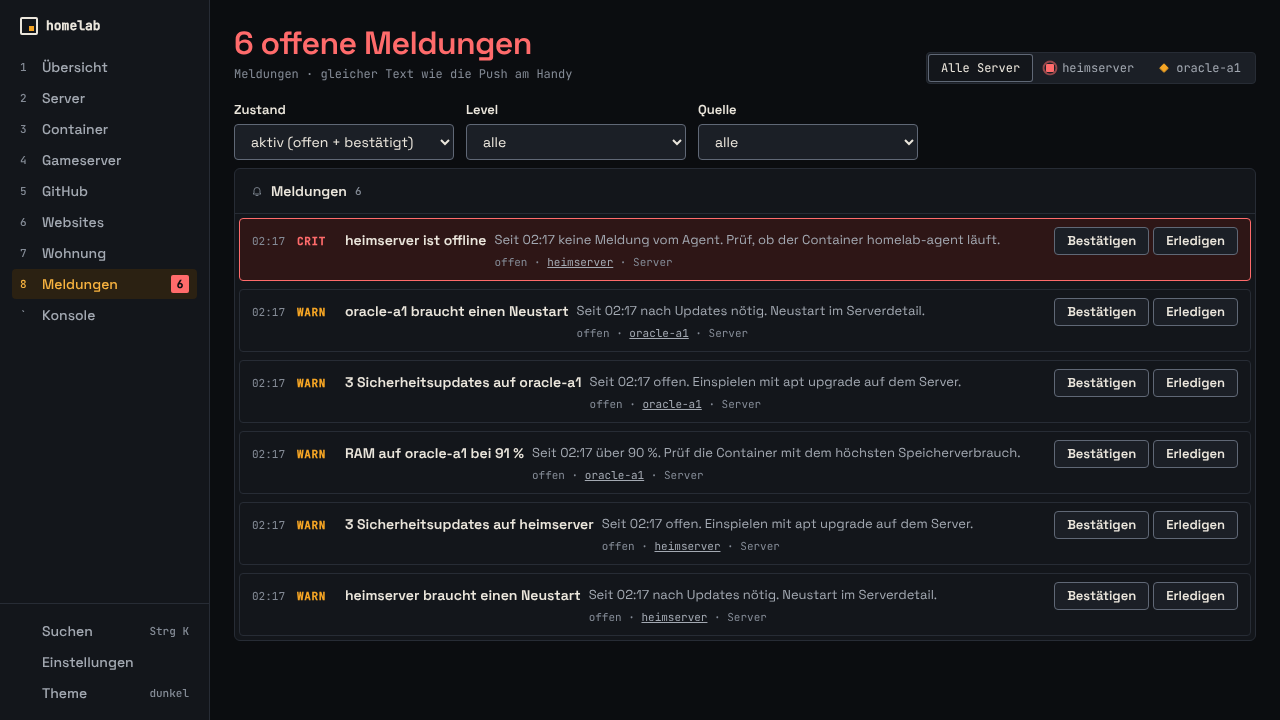 homelab
1 Übersicht
2 Server
3 Container
4 Gameserver
5 GitHub
6 Websites
7 Wohnung
8 Meldungen 6
` Konsole
Suchen Strg K
Einstellungen
Theme dunkel
6 offene Meldungen
Meldungen · gleicher Text wie die Push am Handy
Alle Server heimserver oracle-a1
Zustand Level Quelle
aktiv (offen + bestätigt) alle alle
Meldungen 6
02:17 CRIT heimserver ist offline Seit 02:17 keine Meldung vom Agent. Prüf, ob der Container homelab-agent läuft. Bestätigen Erledigen
offen · heimserver · Server
02:17 WARN oracle-a1 braucht einen Neustart Seit 02:17 nach Updates nötig. Neustart im Serverdetail. Bestätigen Erledigen
offen · oracle-a1 · Server
02:17 WARN 3 Sicherheitsupdates auf oracle-a1 Seit 02:17 offen. Einspielen mit apt upgrade auf dem Server. Bestätigen Erledigen
offen · oracle-a1 · Server
02:17 WARN RAM auf oracle-a1 bei 91 % Seit 02:17 über 90 %. Prüf die Container mit dem höchsten Speicherverbrauch. Bestätigen Erledigen
offen · oracle-a1 · Server
02:17 WARN 3 Sicherheitsupdates auf heimserver Seit 02:17 offen. Einspielen mit apt upgrade auf dem Server. Bestätigen Erledigen
offen · heimserver · Server
02:17 WARN heimserver braucht einen Neustart Seit 02:17 nach Updates nötig. Neustart im Serverdetail. Bestätigen Erledigen
offen · heimserver · Server